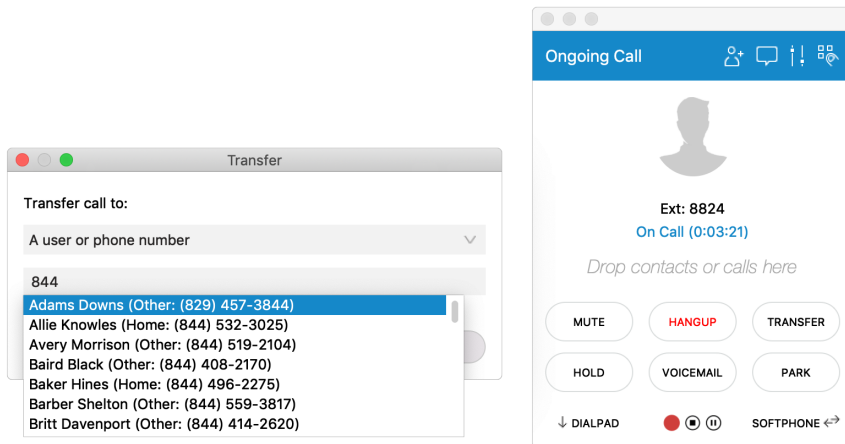 Transfer
Transfer call to:
A user or phone number
844
Adams Downs (Other: (829) 457-3844)
Allie Knowles (Home: (844) 532-3025)
Avery Morrison (Other: (844) 519-2104)
Baird Black (Other: (844) 408-2170)
Baker Hines (Home: (844) 496-2275)
Barber Shelton (Other: (844) 559-3817)
Britt Davenport (Other: (844) 414-2620)
Ongoing Call
Ext: 8824
On Call (0:03:21)
Drop contacts or calls here
MUTE HANGUP TRANSFER
HOLD VOICEMAIL PARK
DIALPAD SOFTPHONE